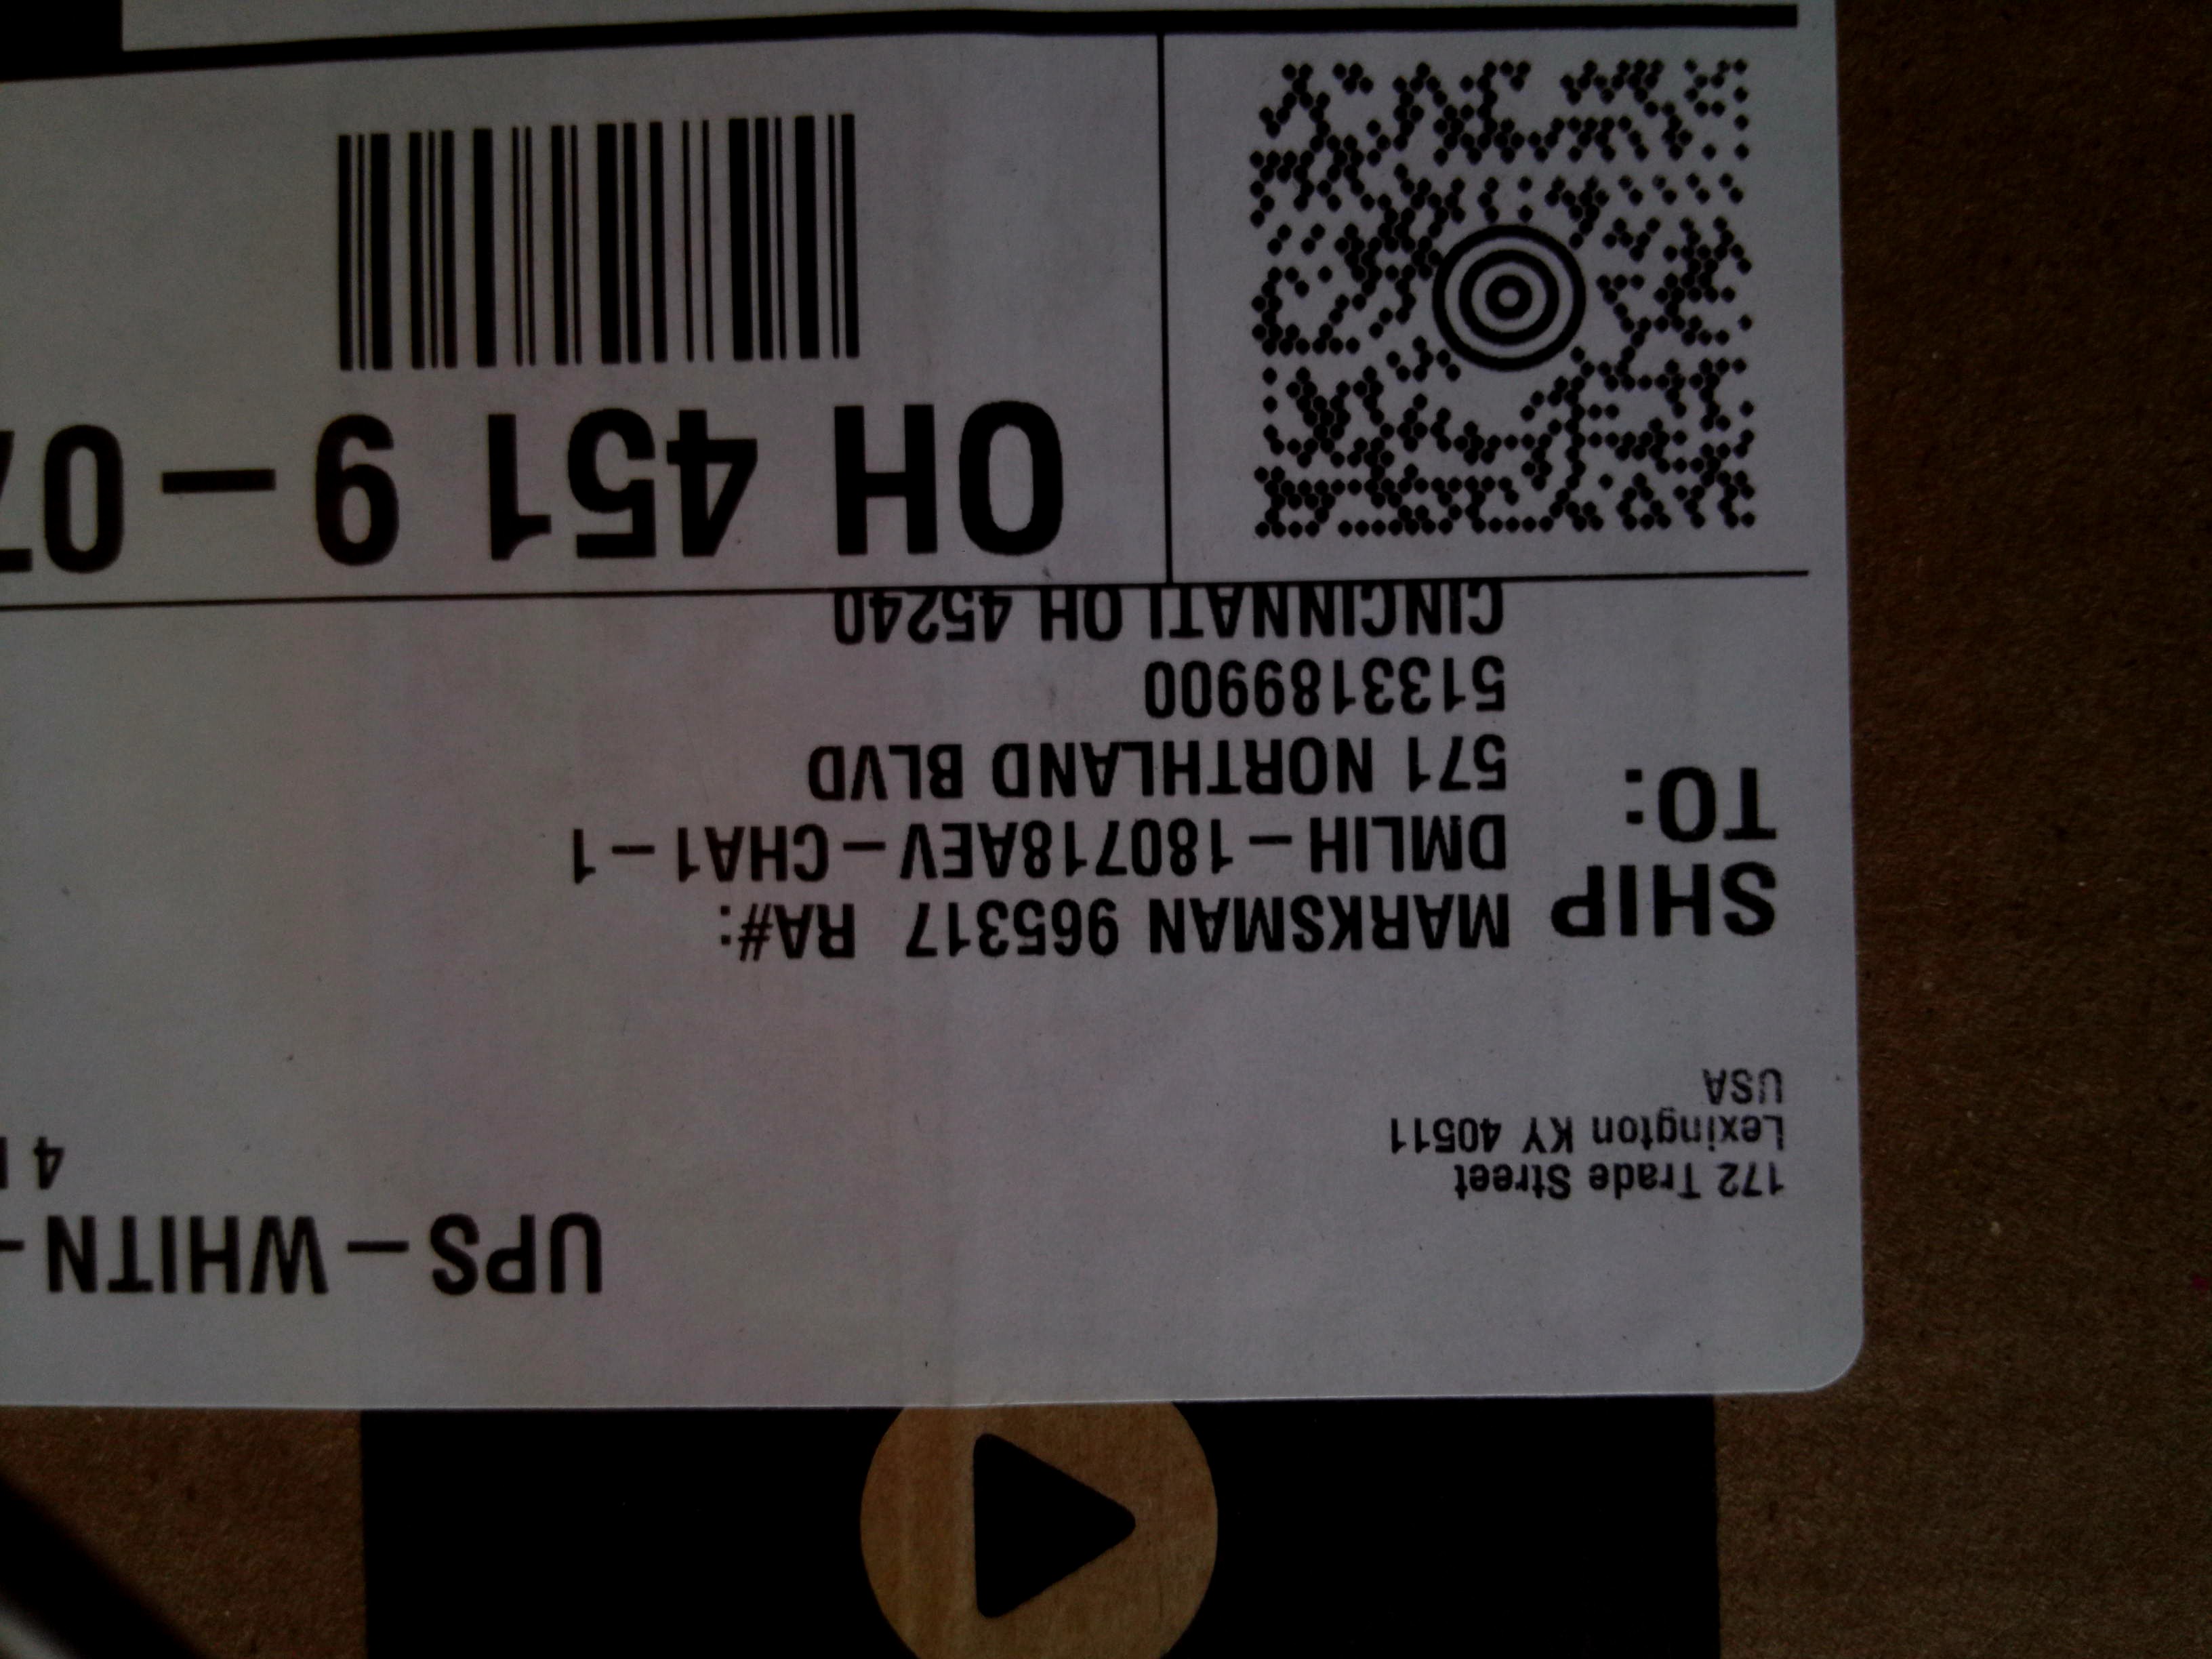 UPS - WHITN -
4
172 Trade Street
Lexington KY 40511
USA
SHIP TO:
MARKSMAN 965317 RA#:
DMLIH - 180718AEV - CHA1 - 1
571 NORTHLAND BLVD
5133189900
CINCINNATI OH 45240
OH 451 9 - 07